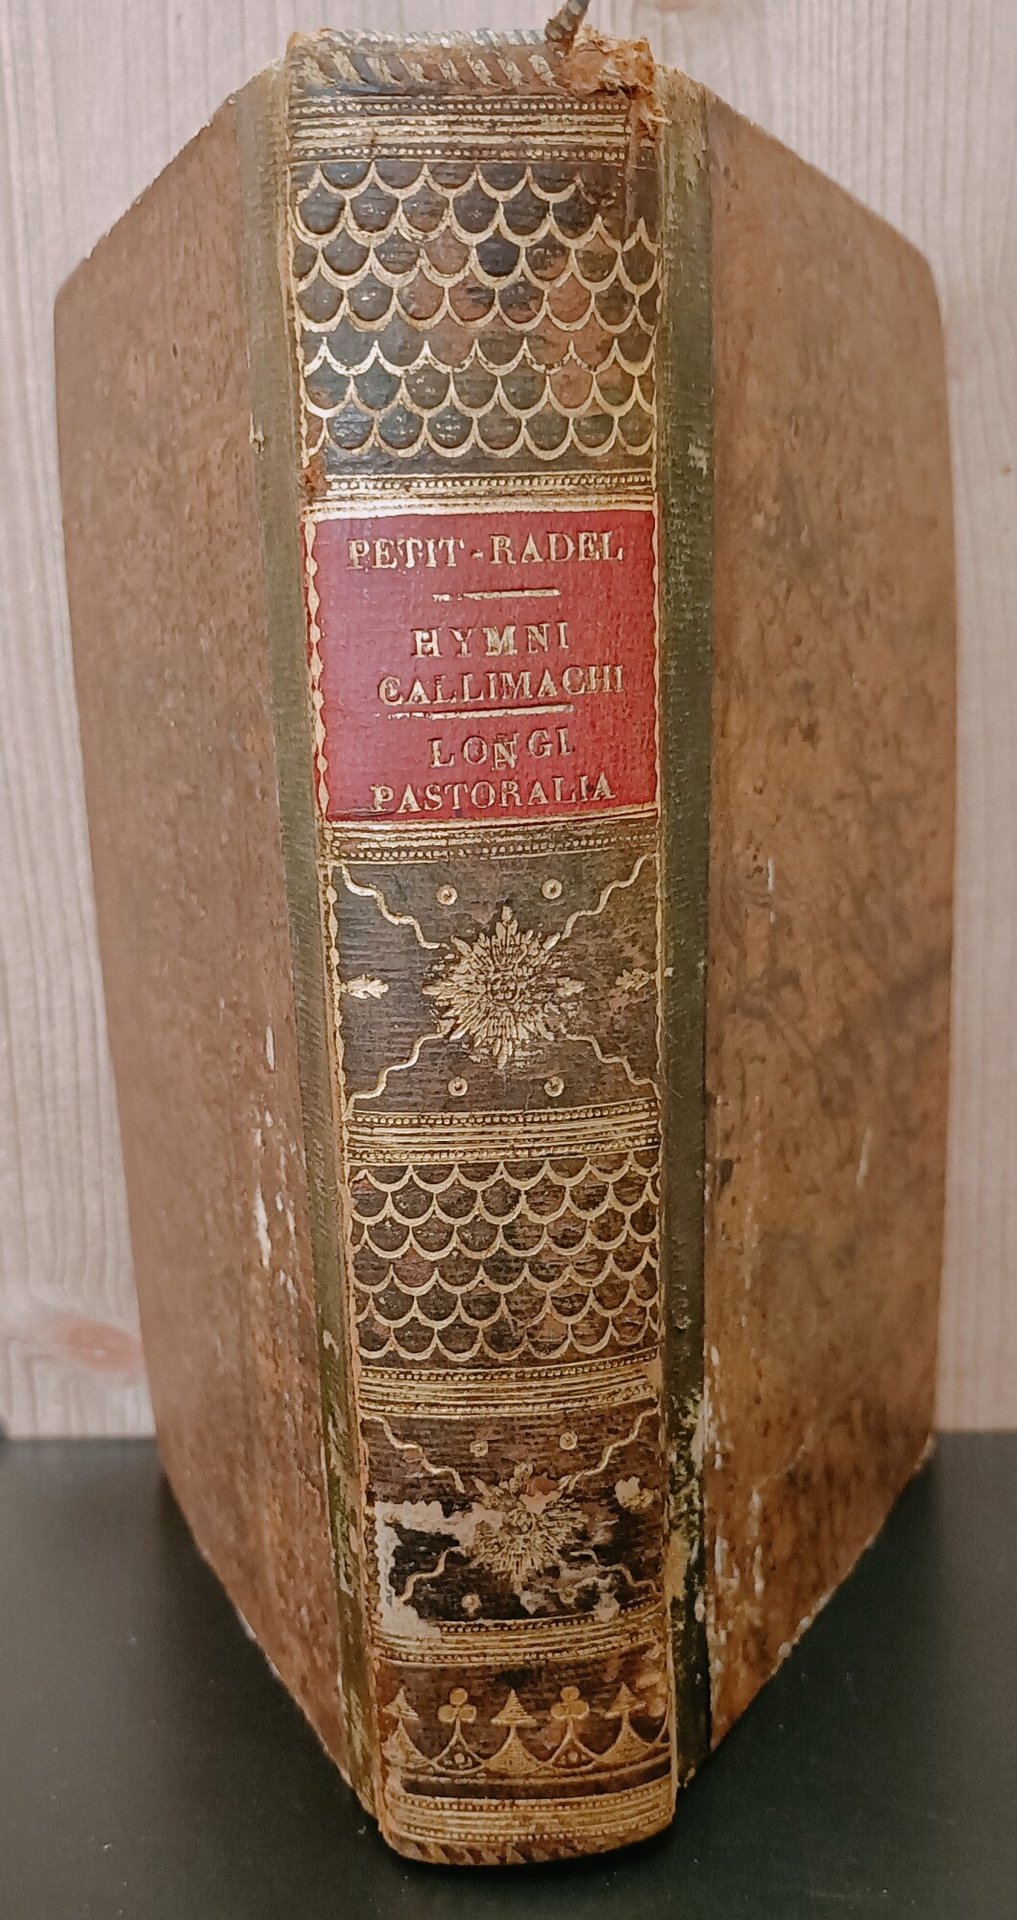 PETIT-RADEL
HYMNI
CALLIMACHI
LONGI
PASTORALIA